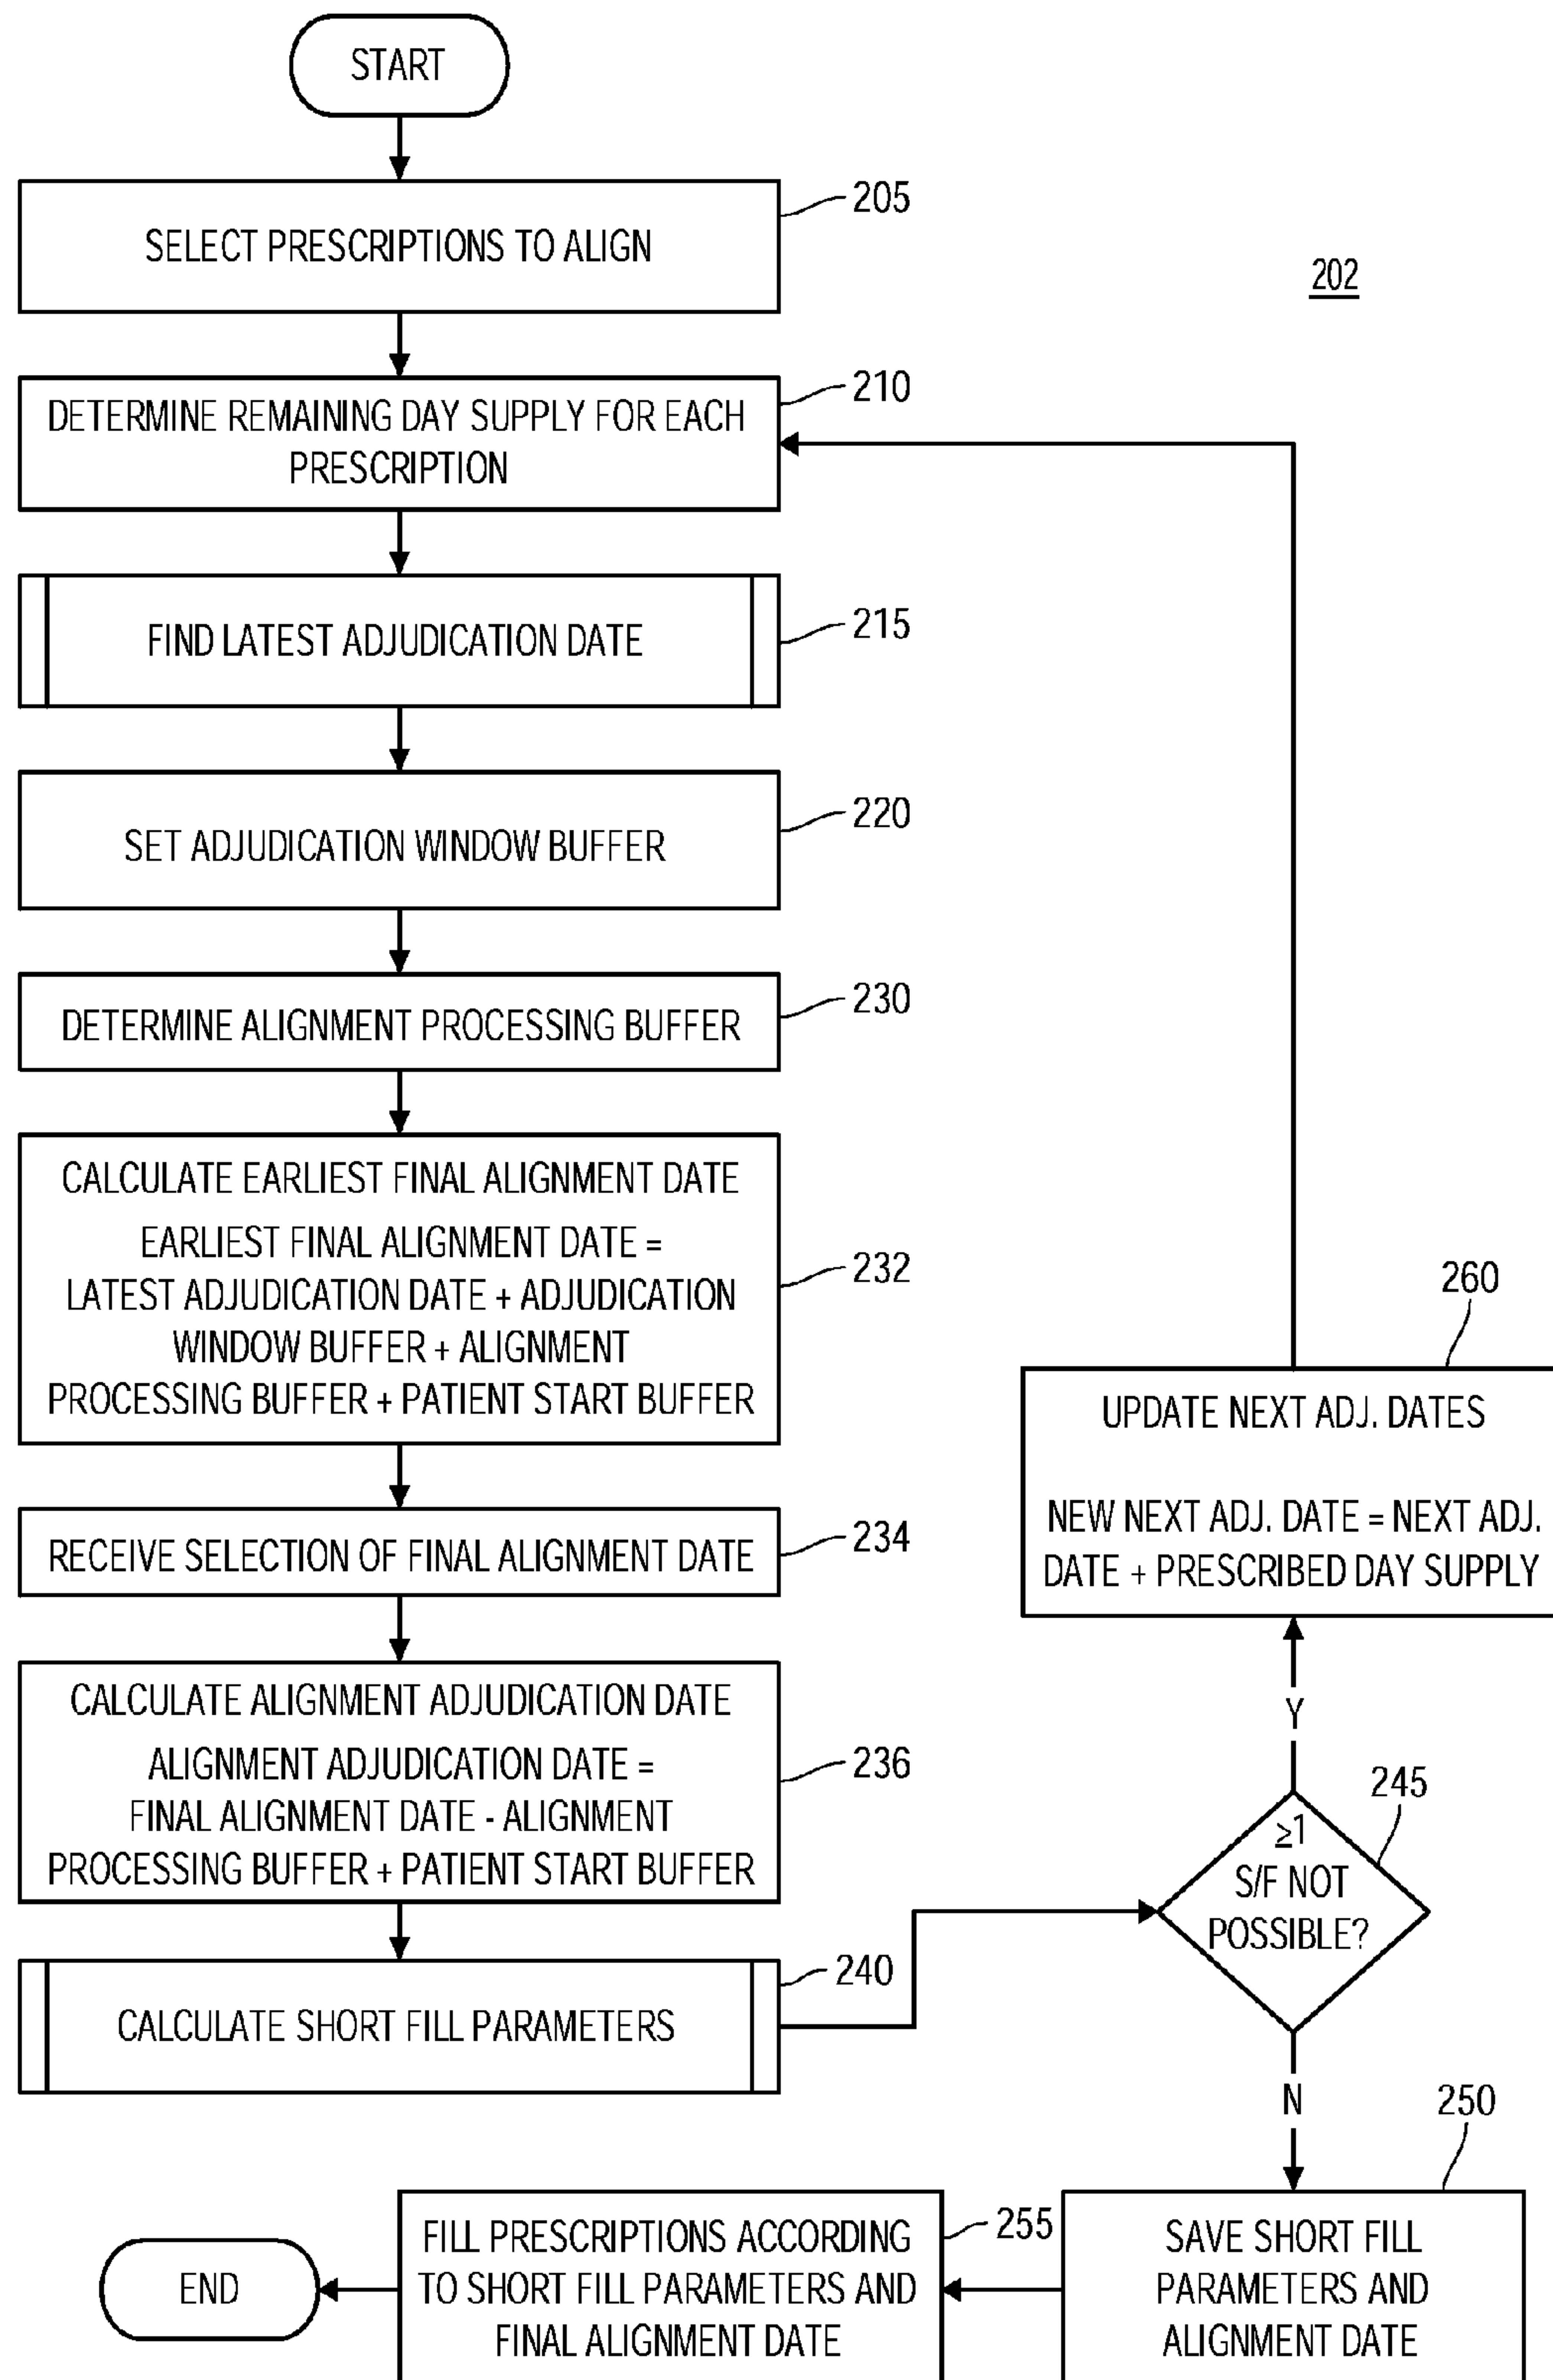 START
SELECT PRESCRIPTIONS TO ALIGN
205
202
DETERMINE REMAINING DAY SUPPLY FOR EACH
PRESCRIPTION
210
FIND LATEST ADJUDICATION DATE
215
SET ADJUDICATION WINDOW BUFFER
220
DETERMINE ALIGNMENT PROCESSING BUFFER
230
CALCULATE EARLIEST FINAL ALIGNMENT DATE
EARLIEST FINAL ALIGNMENT DATE =
LATEST ADJUDICATION DATE + ADJUDICATION
WINDOW BUFFER + ALIGNMENT
PROCESSING BUFFER + PATIENT START BUFFER
232
RECEIVE SELECTION OF FINAL ALIGNMENT DATE
234
CALCULATE ALIGNMENT ADJUDICATION DATE
ALIGNMENT ADJUDICATION DATE =
FINAL ALIGNMENT DATE - ALIGNMENT
PROCESSING BUFFER + PATIENT START BUFFER
236
CALCULATE SHORT FILL PARAMETERS
240
≥1
S/F NOT
POSSIBLE?
245
Y
260
UPDATE NEXT ADJ. DATES
NEW NEXT ADJ. DATE = NEXT ADJ.
DATE + PRESCRIBED DAY SUPPLY
N
250
SAVE SHORT FILL
PARAMETERS AND
ALIGNMENT DATE
255
FILL PRESCRIPTIONS ACCORDING
TO SHORT FILL PARAMETERS AND
FINAL ALIGNMENT DATE
END